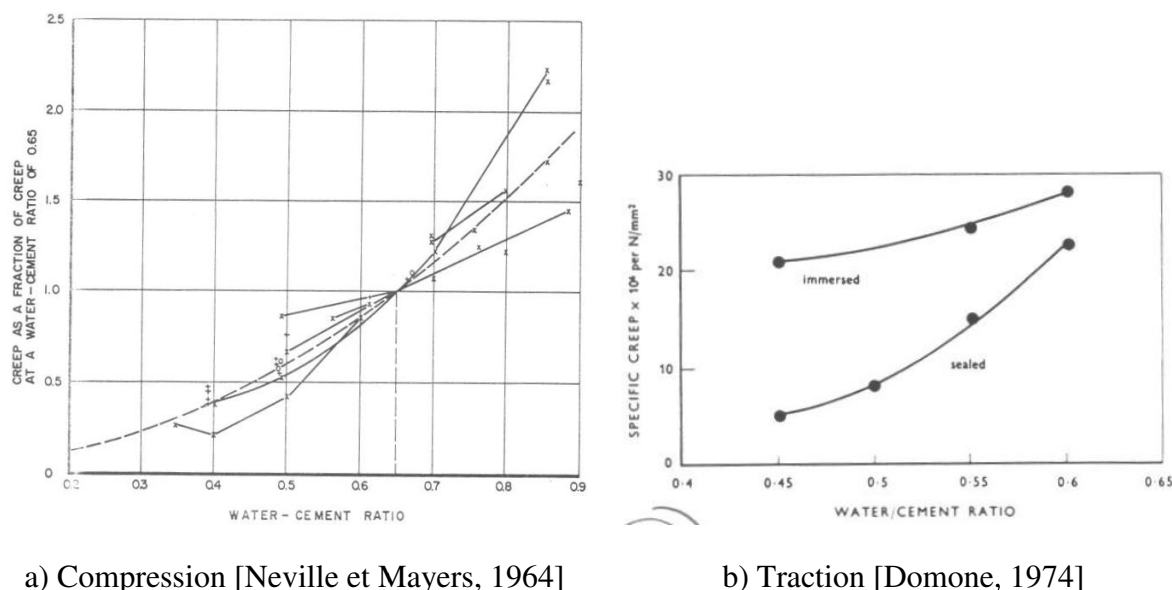 CREEP AS A FRACTION OF CREEP
AT A WATER-CEMENT RATIO OF 0.65
2.5
2.0
1.5
1.0
0.5
0
0.2 0.3 0.4 0.5 0.6 0.7 0.8 0.9
WATER-CEMENT RATIO
SPECIFIC CREEP × 10⁶ per N/mm²
30
20
10
0
immersed
sealed
0·4 0·45 0·5 0·55 0·6 0·65
WATER/CEMENT RATIO
a) Compression [Neville et Mayers, 1964]
b) Traction [Domone, 1974]